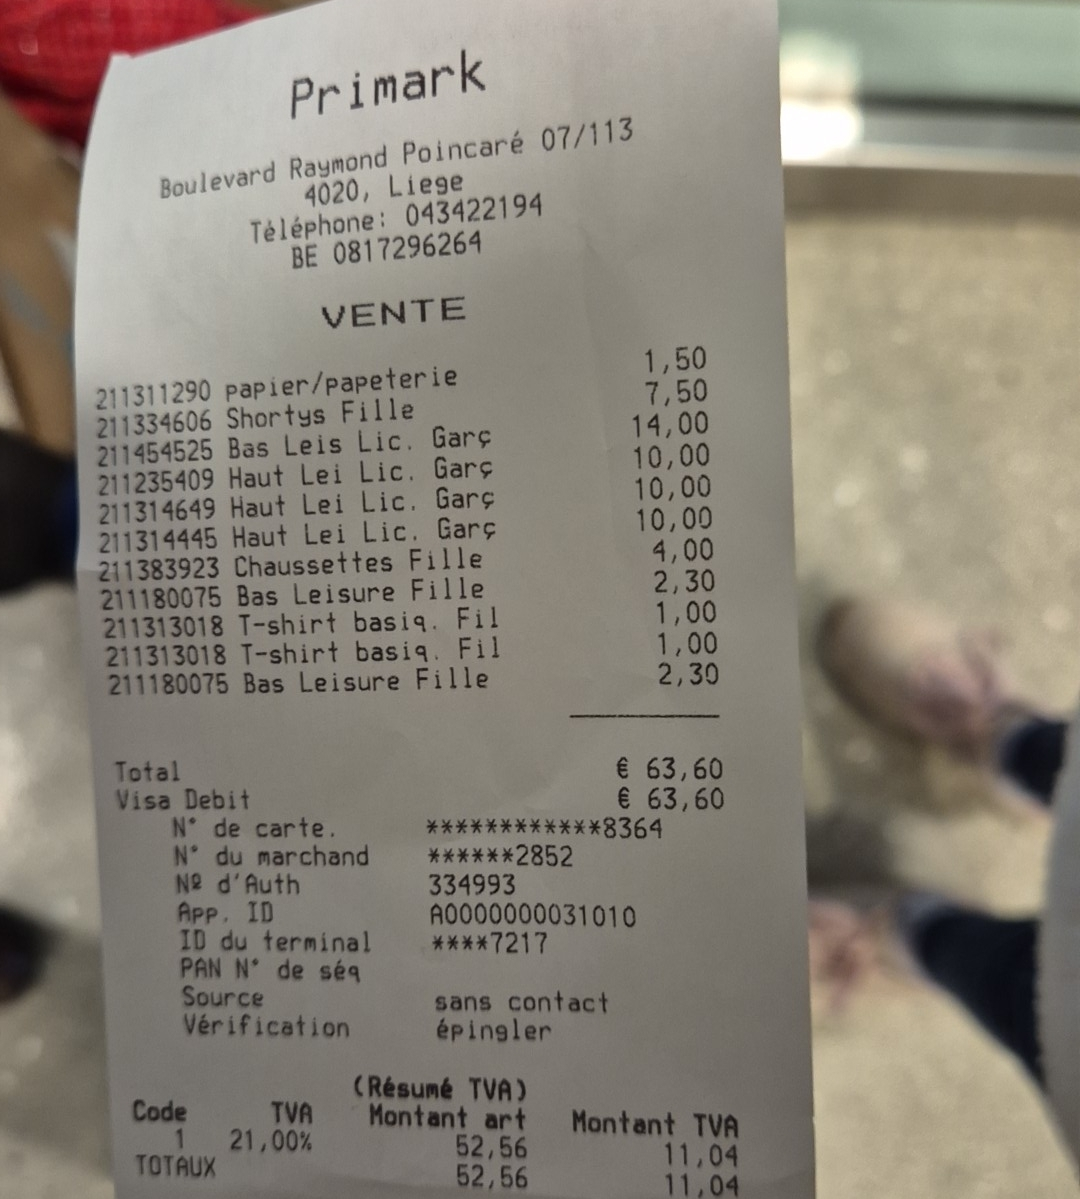 Primark
Boulevard Raymond Poincaré 07/113
4020, Liege
Téléphone: 043422194
BE 0817296264
VENTE
211311290 papier/papeterie 1,50
211334606 Shortys Fille 7,50
211454525 Bas Leis Lic. Garç 14,00
211235409 Haut Lei Lic. Garç 10,00
211314649 Haut Lei Lic. Garç 10,00
211314445 Haut Lei Lic. Garç 10,00
211383923 Chaussettes Fille 4,00
211180075 Bas Leisure Fille 2,30
211313018 T-shirt basiq. Fil 1,00
211313018 T-shirt basiq. Fil 1,00
211180075 Bas Leisure Fille 2,30
Total € 63,60
Visa Debit € 63,60
N° de carte. ************8364
N° du marchand ******2852
Nº d'Auth 334993
App. ID A0000000031010
ID du terminal ****7217
PAN N° de séq
Source sans contact
Vérification épingler
(Résumé TVA)
Code TVA Montant art Montant TVA
1 21,00% 52,56 11,04
TOTAUX 52,56 11,04